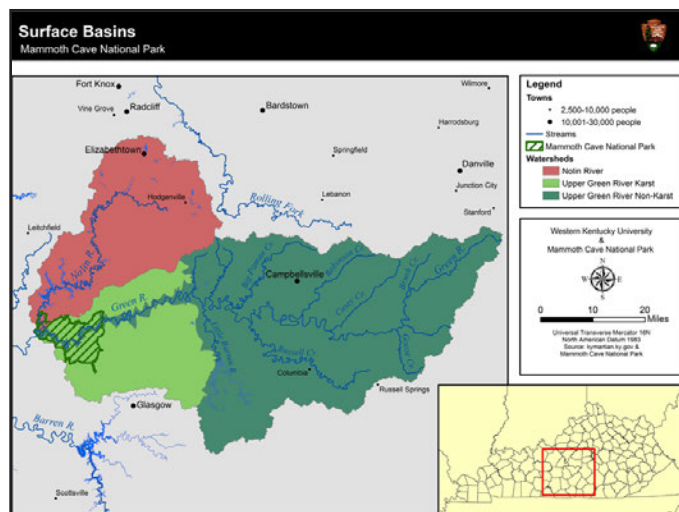 Surface Basins
Mammoth Cave National Park
Fort Knox
Wilmore
Vine Grove
Radcliff
Bardstown
Harrodsburg
Elizabethtown
Springfield
Danville
Hodgenville
Junction City
Rolling Fork
Lebanon
Stanford
Leitchfield
Nolin R.
Green R.
Campbellsville
Green R.
Russell Cr.
Columbia
Russell Springs
Glasgow
Barren R.
Scottsville
Legend
Towns
2,500-10,000 people
10,001-30,000 people
Streams
Mammoth Cave National Park
Watersheds
Nolin River
Upper Green River Karst
Upper Green River Non-Karst
Western Kentucky University
&
Mammoth Cave National Park
N
W
E
S
0
10
20
Miles
Universal Transverse Mercator 16N
North American Datum 1983
Source: kymartian.ky.gov &
Mammoth Cave National Park